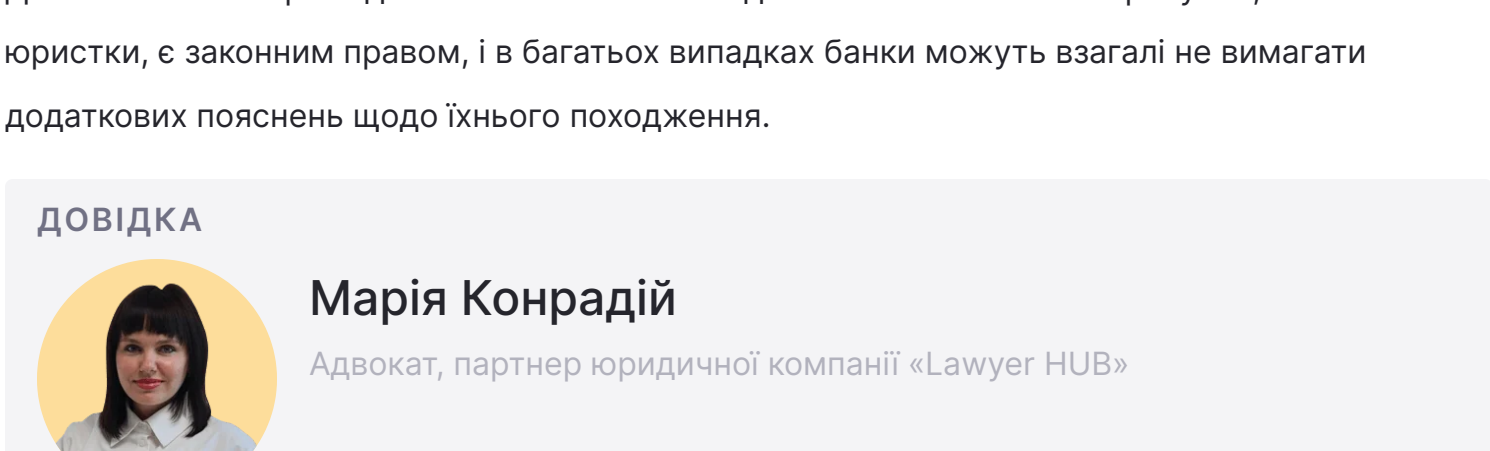 юристки, є законним правом, і в багатьох випадках банки можуть взагалі не вимагати
додаткових пояснень щодо їхнього походження.
ДОВІДКА
Марія Конрадій
Адвокат, партнер юридичної компанії «Lawyer HUB»